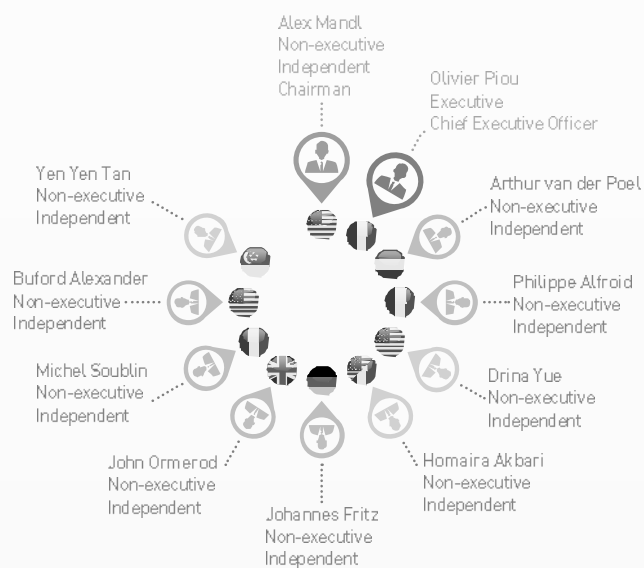 Alex Mandl
Non-executive
Independent
Chairman
Olivier Piou
Executive
Chief Executive Officer
Arthur van der Poel
Non-executive
Independent
Philippe Alfroid
Non-executive
Independent
Drina Yue
Non-executive
Independent
Homaira Akbari
Non-executive
Independent
Johannes Fritz
Non-executive
Independent
John Ormerod
Non-executive
Independent
Michel Soublin
Non-executive
Independent
Buford Alexander
Non-executive
Independent
Yen Yen Tan
Non-executive
Independent